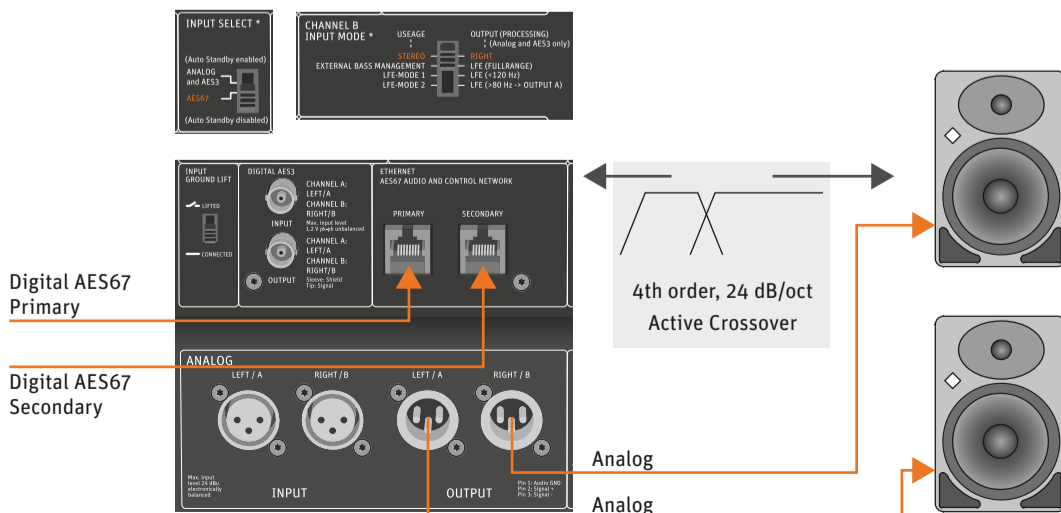 INPUT SELECT *
(Auto Standby enabled)
ANALOG
and AES3
AES67
(Auto Standby disabled)
CHANNEL B
INPUT MODE *
USEAGE
OUTPUT (PROCESSING)
(Analog and AES3 only)
STEREO
RIGHT
EXTERNAL BASS MANAGEMENT
LFE (FULLRANGE)
LFE-MODE 1
LFE (<120 Hz)
LFE-MODE 2
LFE (>80 Hz -> OUTPUT A)
INPUT
GROUND LIFT
LIFTED
CONNECTED
DIGITAL AES3
CHANNEL A:
LEFT/A
CHANNEL B:
RIGHT/B
Max. input level
1,2 V pk-pk unbalanced
INPUT
CHANNEL A:
LEFT/A
CHANNEL B:
RIGHT/B
Sleeve: Shield
Tip: Signal
OUTPUT
ETHERNET
AES67 AUDIO AND CONTROL NETWORK
PRIMARY
SECONDARY
4th order, 24 dB/oct
Active Crossover
Digital AES67
Primary
Digital AES67
Secondary
ANALOG
LEFT / A
RIGHT / B
LEFT / A
RIGHT / B
Max. input
level 24 dBu
electronically
balanced
INPUT
OUTPUT
Pin 1: Audio GND
Pin 2: Signal +
Pin 3: Signal -
Analog
Analog